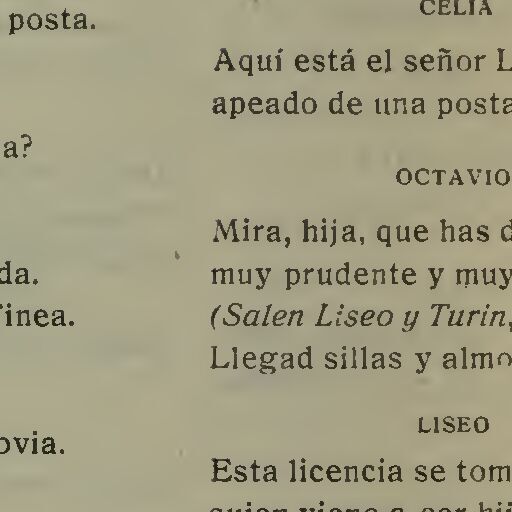 posta.
a?
da.
inea.
ovia.
CELIA
Aquí está el señor L
apeado de una posta
OCTAVIO
Mira, hija, que has d
muy prudente y muy
(Salen Liseo y Turin,
Llegad sillas y almo
LISEO
Esta licencia se tom